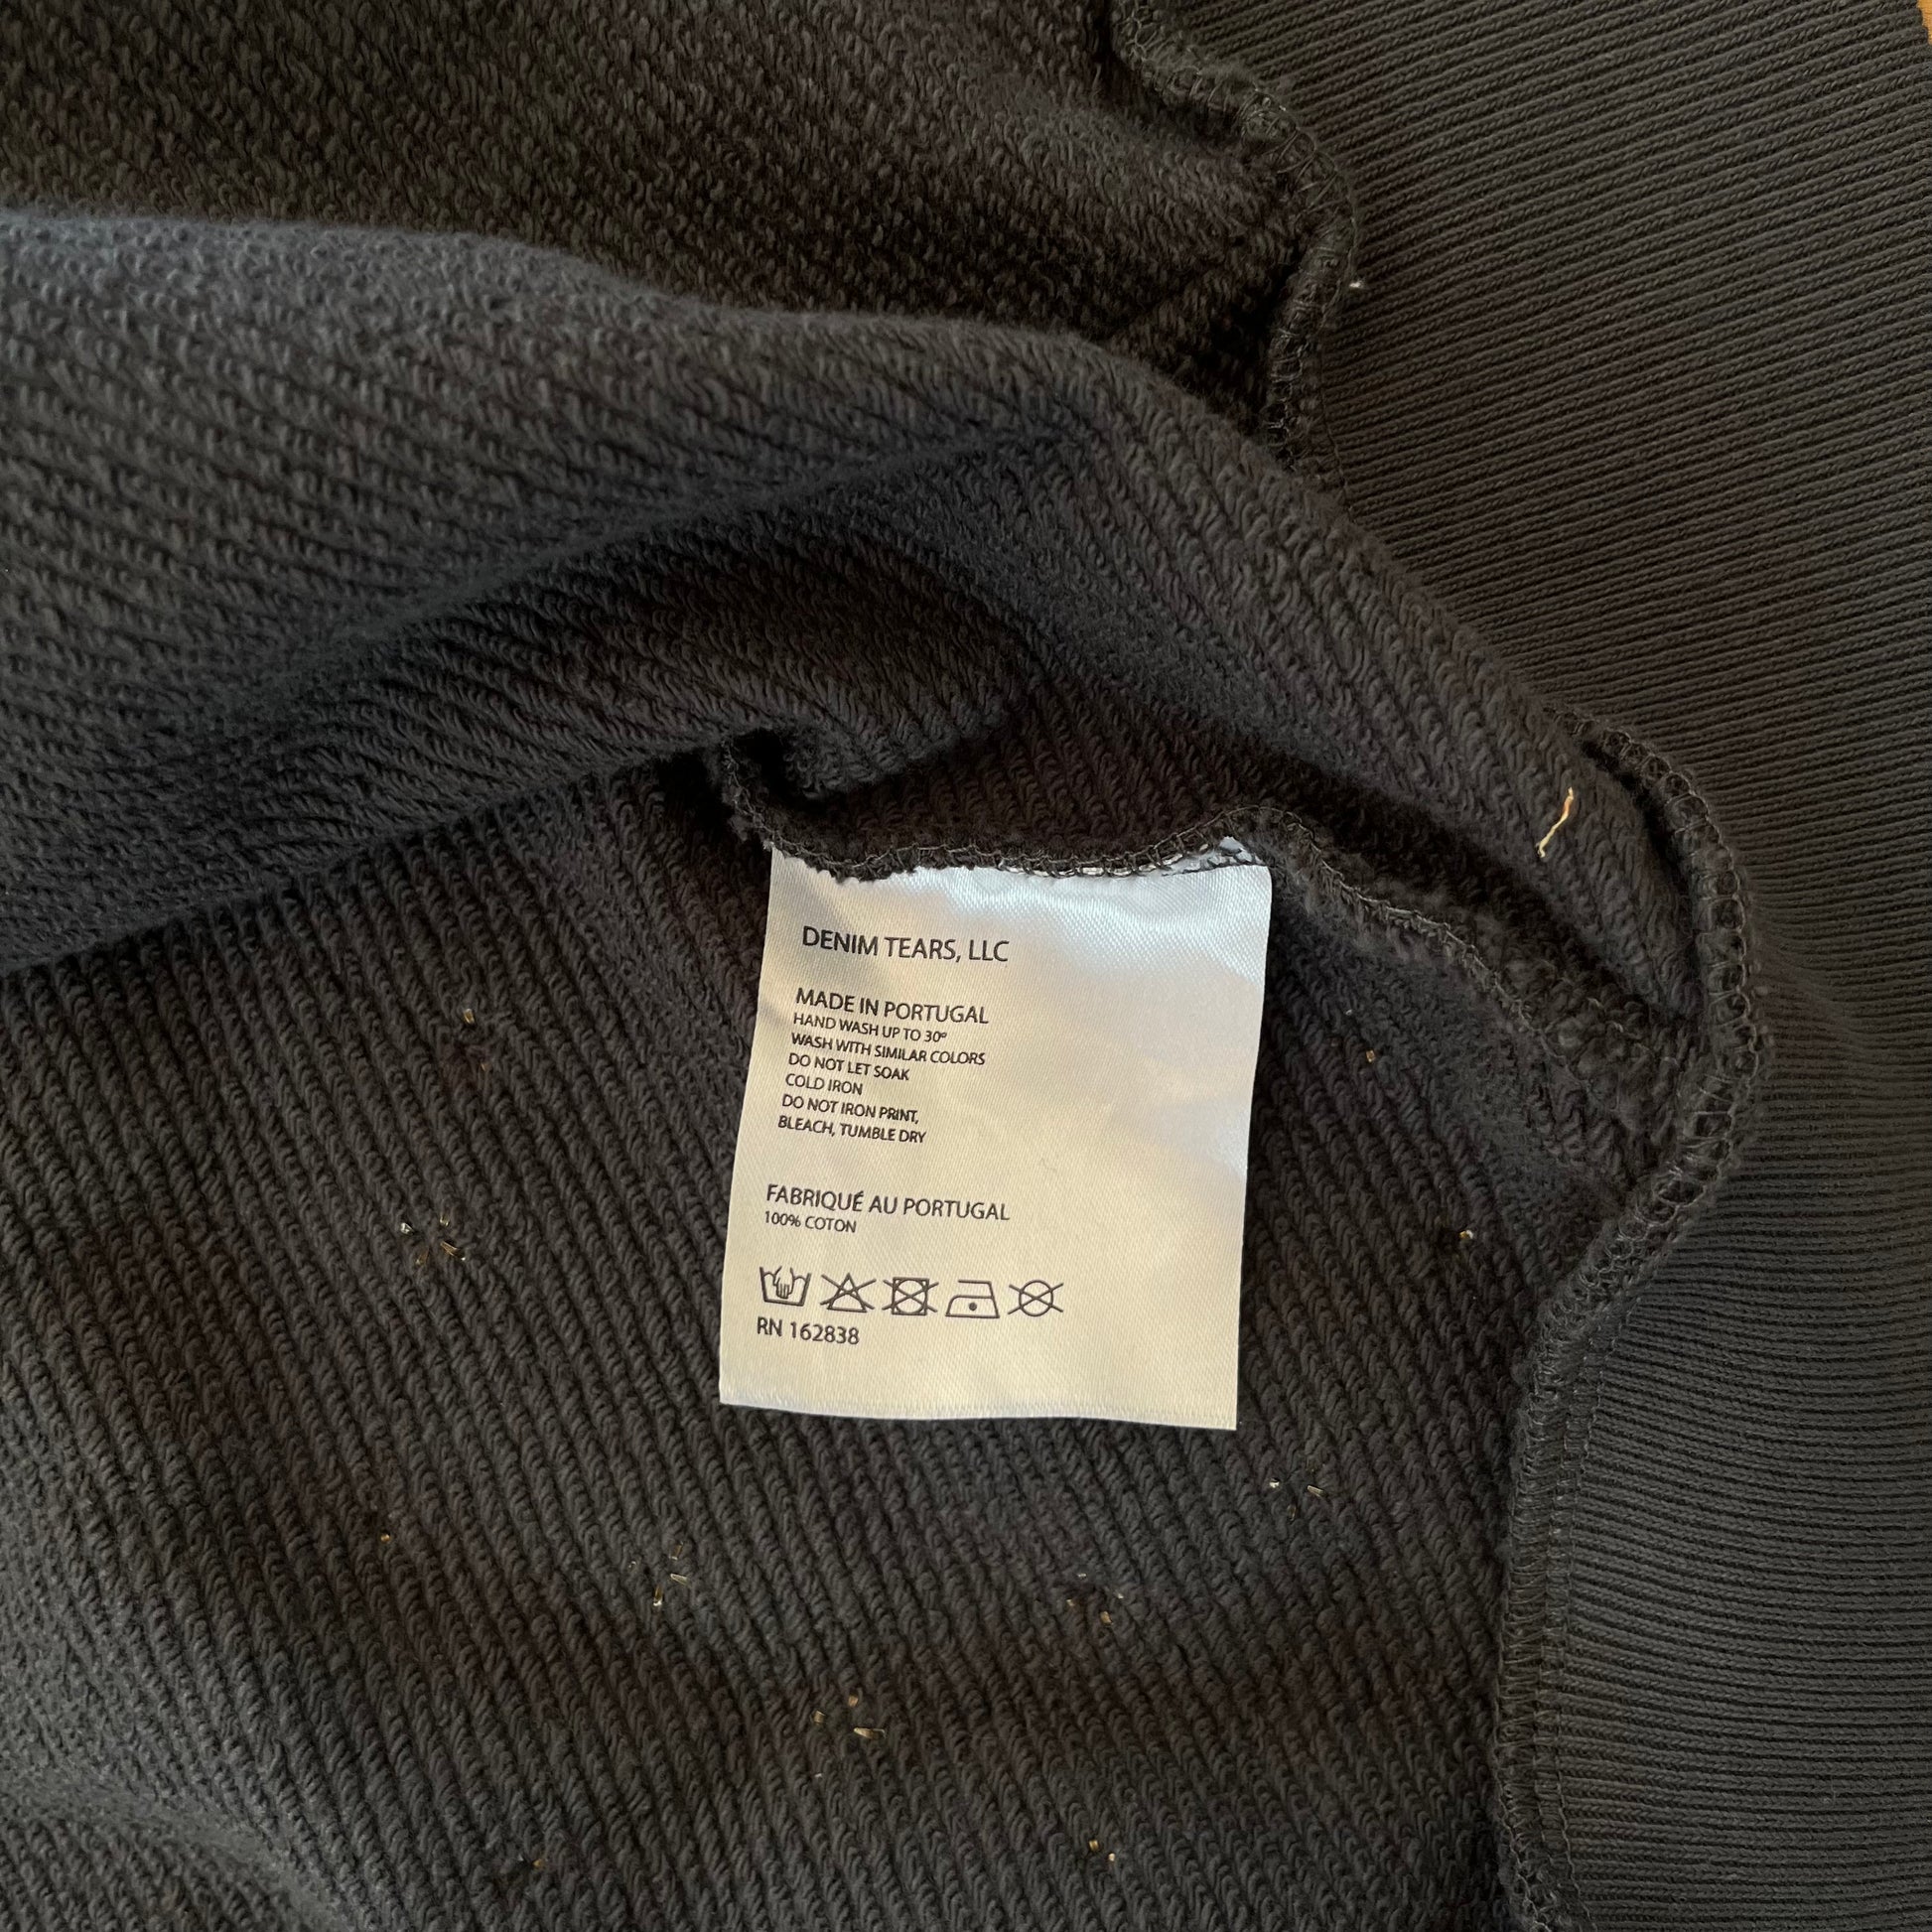 DENIM TEARS, LLC
MADE IN PORTUGAL
HAND WASH UP TO 30º
WASH WITH SIMILAR COLORS
DO NOT LET SOAK
COLD IRON
DO NOT IRON PRINT,
BLEACH, TUMBLE DRY
FABRIQUÉ AU PORTUGAL
100% COTON
RN 162838